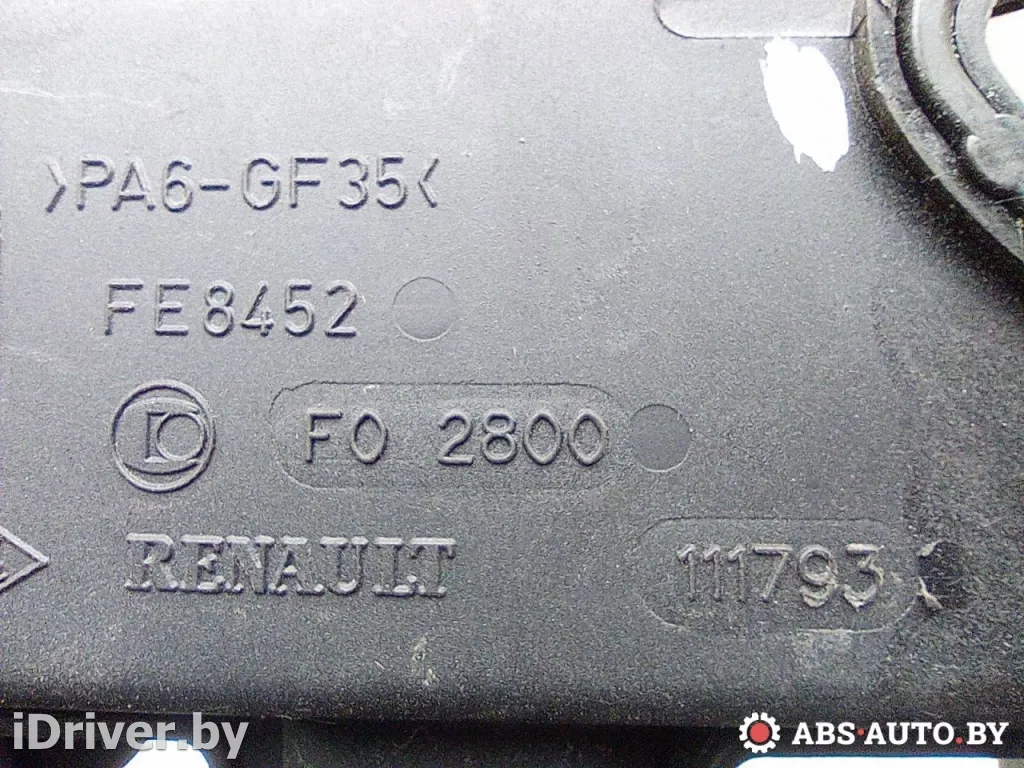 >PA6-GF35<
FE8452
F0 2800
RENAULT
111793
iDriver.by
ABS-AUTO.BY